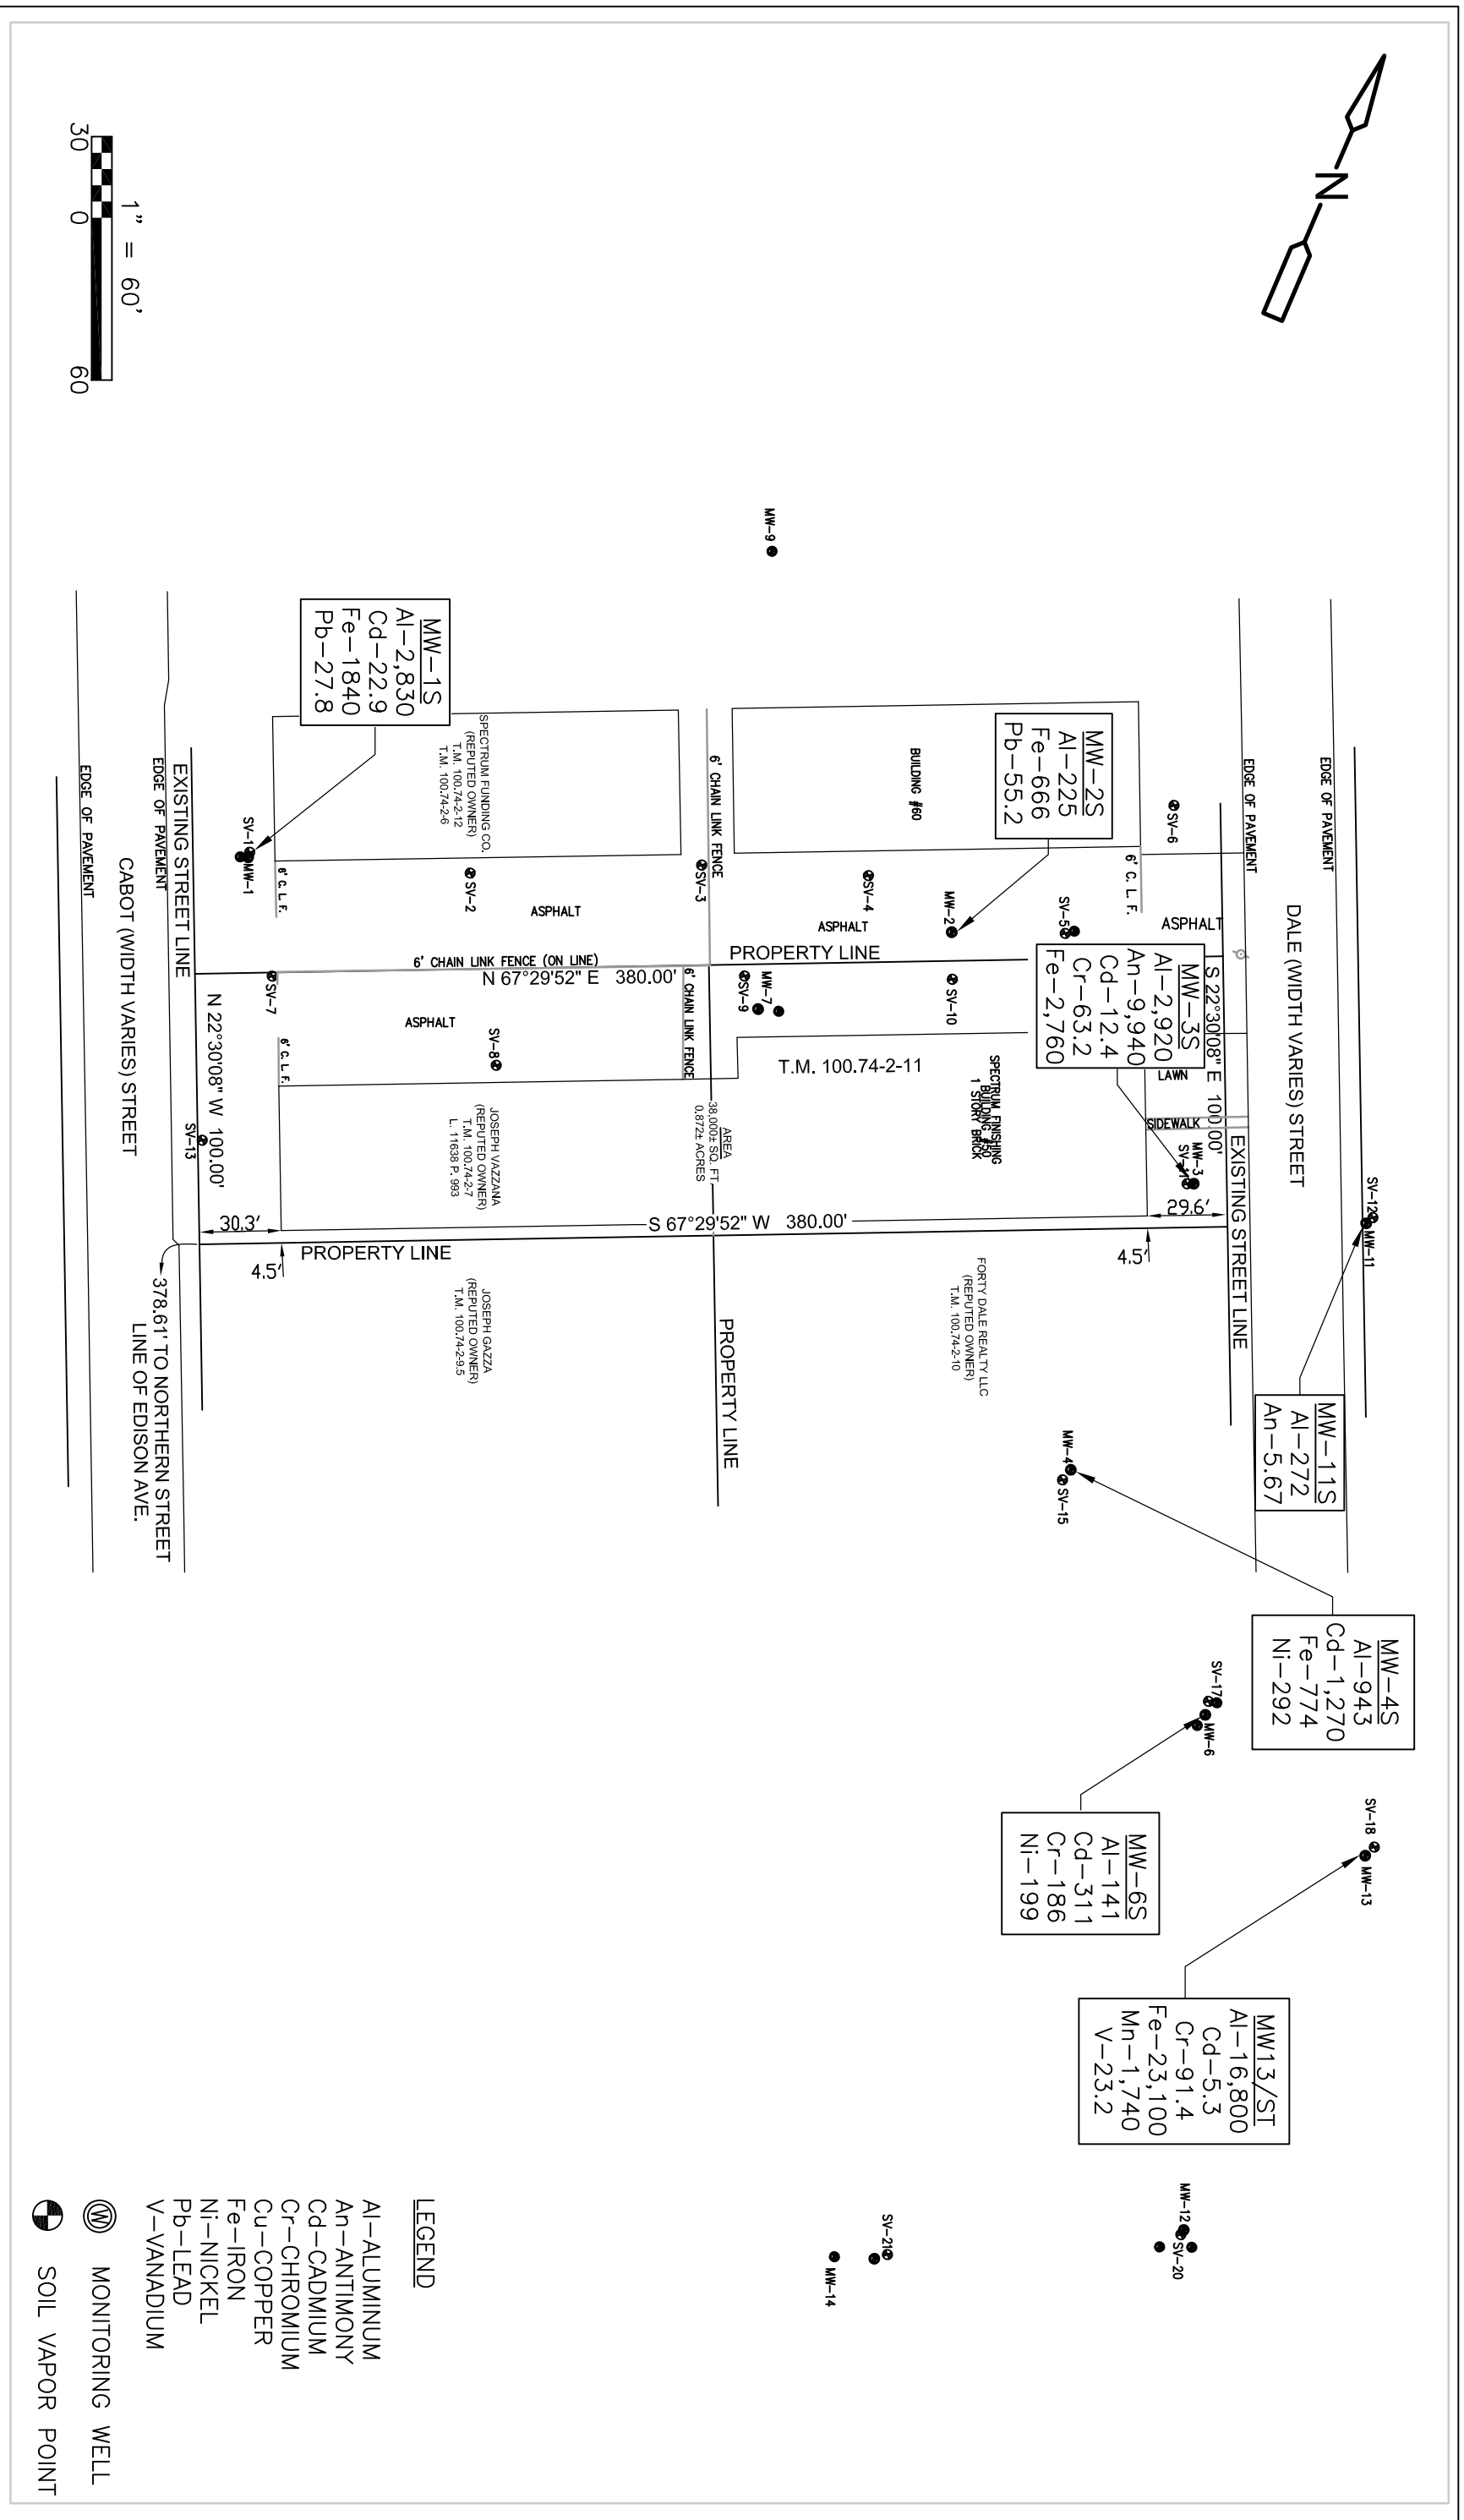 N
DALE (WIDTH VARIES) STREET
EDGE OF PAVEMENT
EDGE OF PAVEMENT
EXISTING STREET LINE
S 22°30'08" E 100.00'
SV-12
MW-11
MW-11S
Al-272
An-5.67
MW-4S
Al-943
Cd-1,270
Fe-774
Ni-292
SV-18
MW-13
MW13/ST
Al-16,800
Cd-5.3
Cr-91.4
Fe-23,100
Mn-1,740
V-23.2
SV-17
MW-6
MW-6S
Al-141
Cd-311
Cr-186
Ni-199
MW-12
SV-20
SV-21
MW-14
SV-6
6' C. L. F.
ASPHALT
LAWN
SIDEWALK
MW-3
SV-11
29.6'
4.5'
MW-3S
Al-2,920
An-9,940
Cd-12.4
Cr-63.2
Fe-2,760
SV-5
MW-4
SV-15
MW-2S
Al-225
Fe-666
Pb-55.2
MW-2
SV-10
BUILDING #60
SV-4
ASPHALT
PROPERTY LINE
SPECTRUM FINISHING
BUILDING #50
1 STORY BRICK
T.M. 100.74-2-11
FORTY DALE REALTY LLC
(REPUTED OWNER)
T.M. 100.74-2-10
MW-9
MW-7
SV-9
6' CHAIN LINK FENCE
SV-3
6' CHAIN LINK FENCE
AREA
38,000± SQ. FT
0.872± ACRES
S 67°29'52" W 380.00'
PROPERTY LINE
6' CHAIN LINK FENCE (ON LINE)
N 67°29'52" E 380.00'
ASPHALT
SV-2
SPECTRUM FUNDING CO.
(REPUTED OWNER)
T.M. 100.74-2-12
T.M. 100.74-2-6
ASPHALT
SV-8
JOSEPH VAZZANA
(REPUTED OWNER)
T.M. 100.74-2-7
L. 11638 P. 993
JOSEPH GAZZA
(REPUTED OWNER)
T.M. 100.74-2-9.5
PROPERTY LINE
MW-1S
Al-2,830
Cd-22.9
Fe-1840
Pb-27.8
SV-1
MW-1
6' C. L. F.
SV-7
6' C. L. F.
30.3'
4.5'
N 22°30'08" W 100.00'
SV-13
EXISTING STREET LINE
EDGE OF PAVEMENT
CABOT (WIDTH VARIES) STREET
EDGE OF PAVEMENT
378.61' TO NORTHERN STREET
LINE OF EDISON AVE.
1" = 60'
30 0 60
LEGEND
Al-ALUMINUM
An-ANTIMONY
Cd-CADMIUM
Cr-CHROMIUM
Cu-COPPER
Fe-IRON
Ni-NICKEL
Pb-LEAD
V-VANADIUM
W MONITORING WELL
SOIL VAPOR POINT